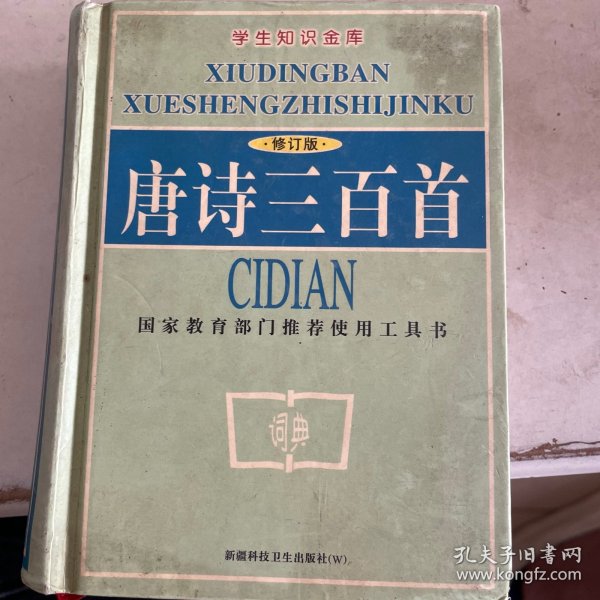 学生知识金库
XIUDINGBAN
XUESHENGZHISHIJINKU
·修订版·
唐诗三百首
CIDIAN
国家教育部门推荐使用工具书
词典
新疆科技卫生出版社(W)
孔夫子旧书网
www.kongfz.com